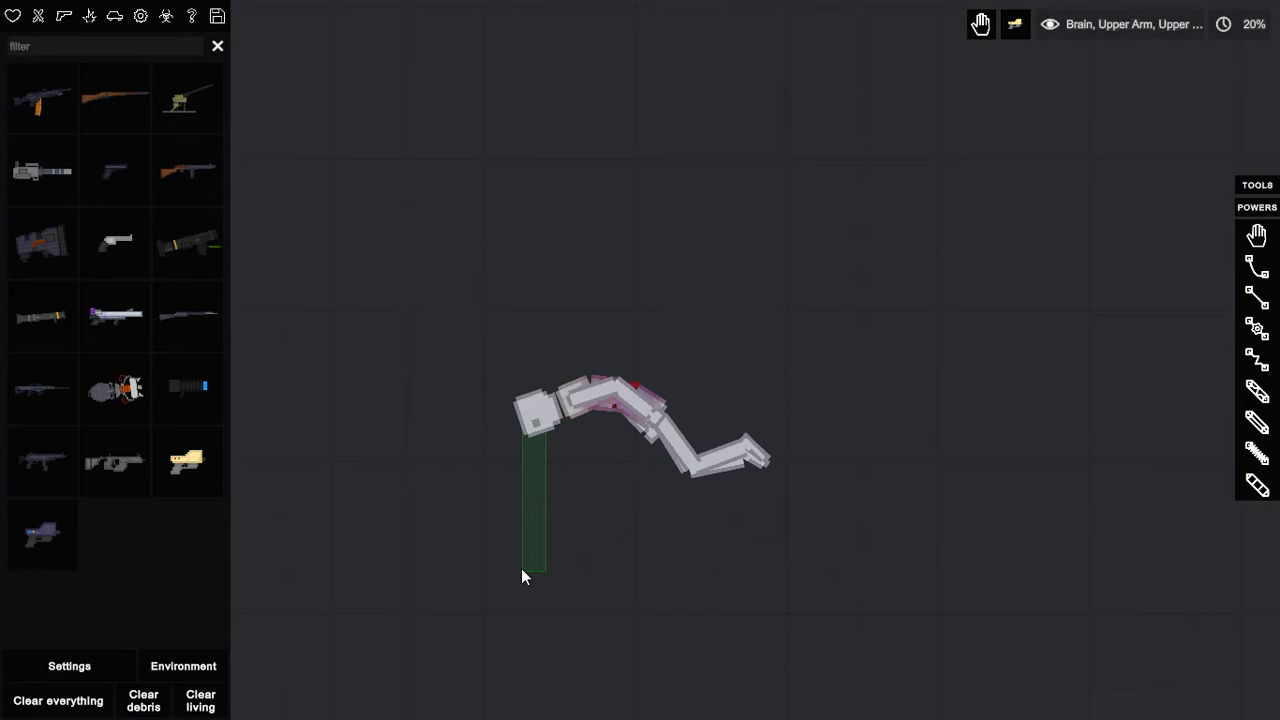 filter
Brain, Upper Arm, Upper ...
20%
TOOLS
POWERS
Settings
Environment
Clear everything
Clear
debris
Clear
living